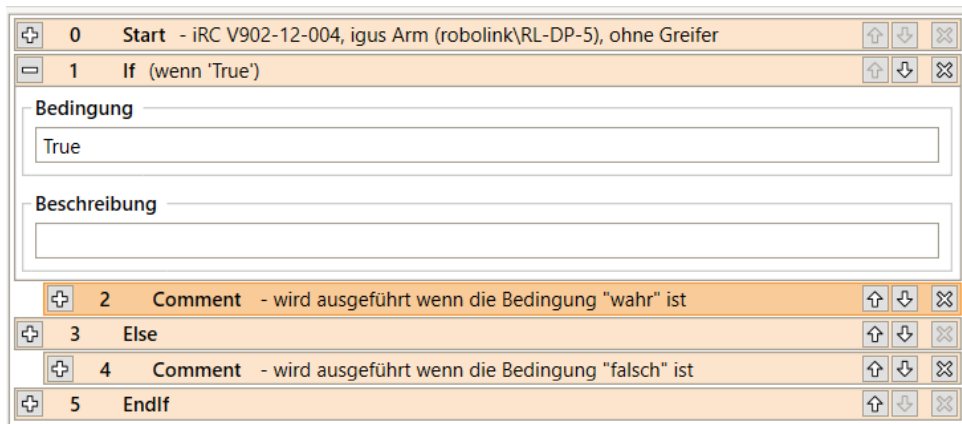 0 Start - iRC V902-12-004, igus Arm (robolink\RL-DP-5), ohne Greifer
1 If (wenn 'True')
Bedingung
True
Beschreibung
2 Comment - wird ausgeführt wenn die Bedingung "wahr" ist
3 Else
4 Comment - wird ausgeführt wenn die Bedingung "falsch" ist
5 EndIf